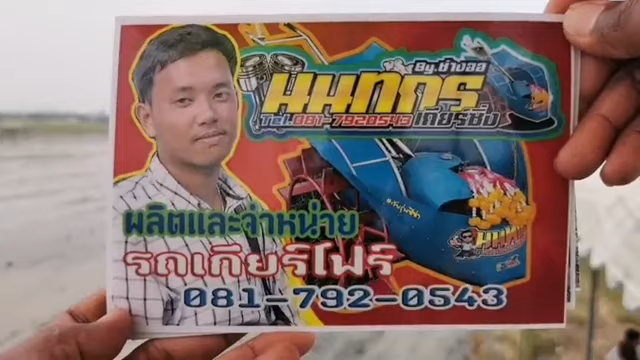 By.ช่างออ
นนทกร
Tel.081-7920543 เกียร์ซิ่ง
ผลิตและจำหน่าย
รถเกียร์โฟร์
081-792-0543